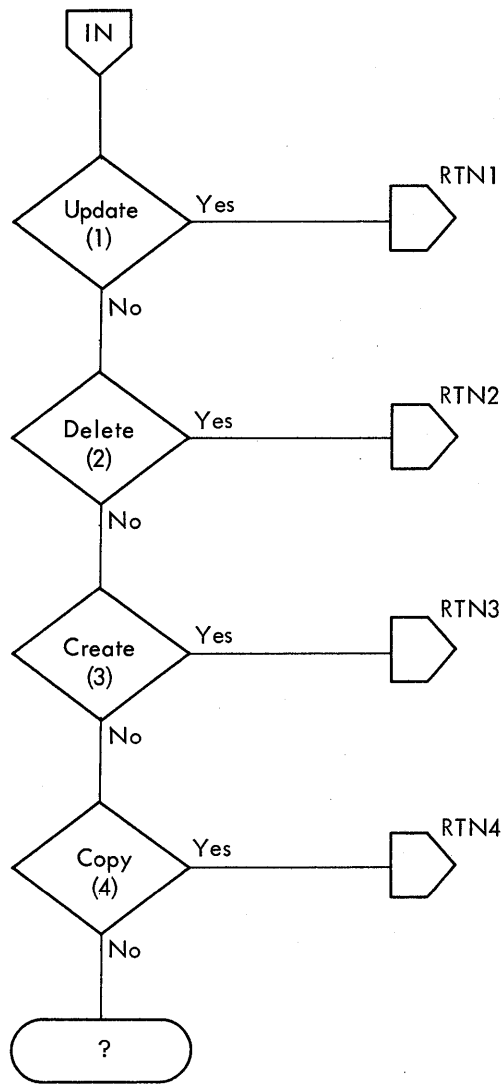 IN
RTN1
Update
(1)
Yes
No
RTN2
Delete
(2)
Yes
No
RTN3
Create
(3)
Yes
No
RTN4
Copy
(4)
Yes
No
?